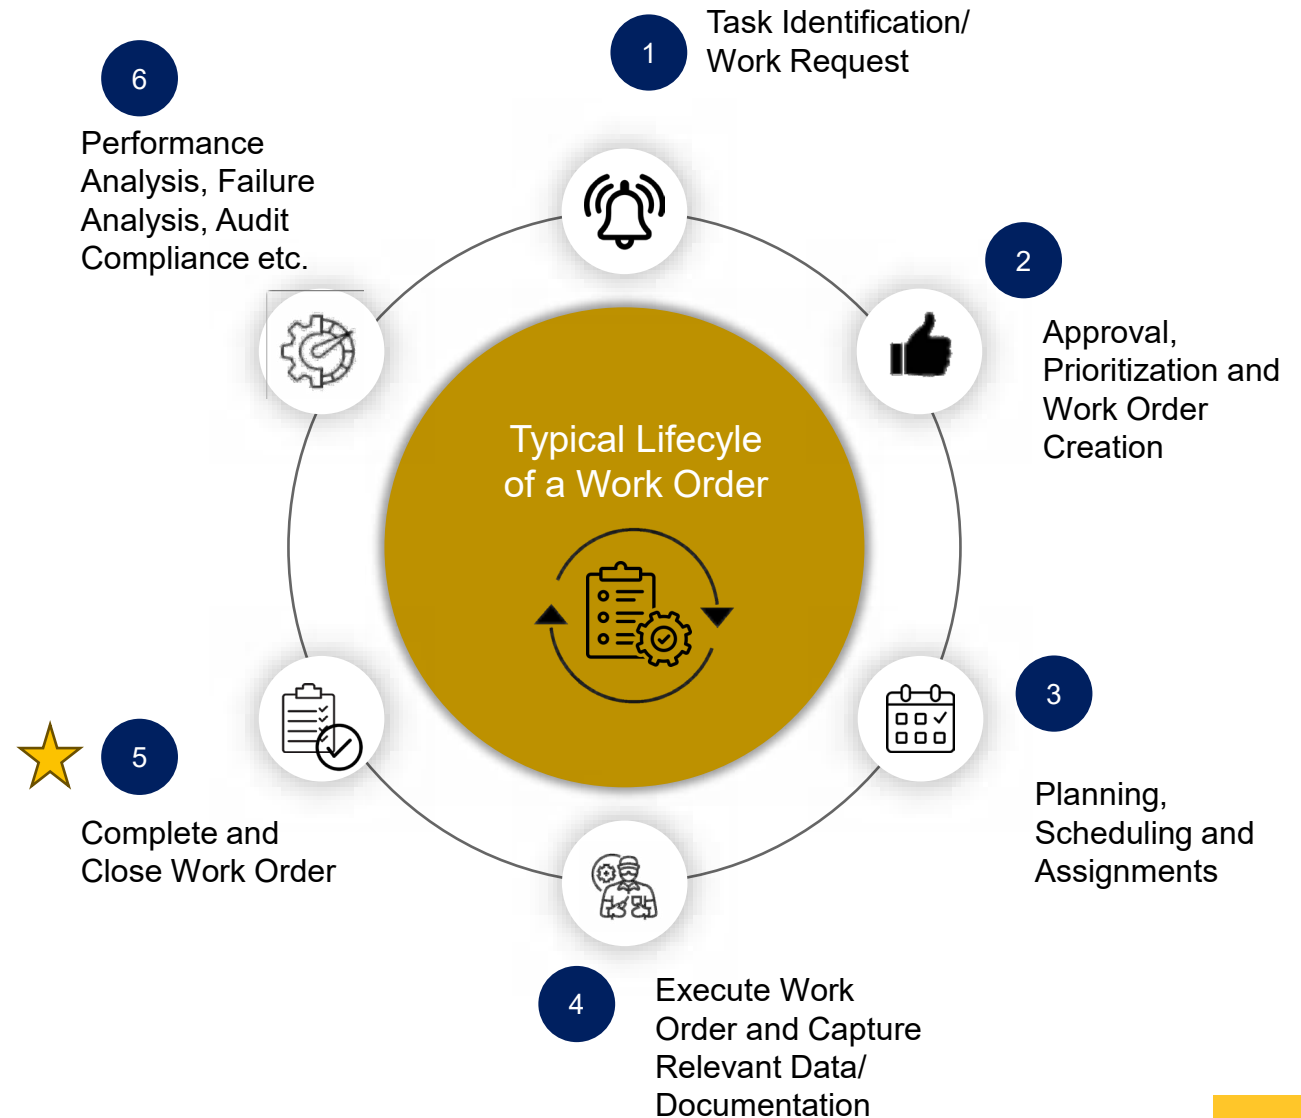 1
Task Identification/
Work Request
2
Approval,
Prioritization and
Work Order
Creation
3
Planning,
Scheduling and
Assignments
4
Execute Work
Order and Capture
Relevant Data/
Documentation
5
Complete and
Close Work Order
6
Performance
Analysis, Failure
Analysis, Audit
Compliance etc.
Typical Lifecyle
of a Work Order